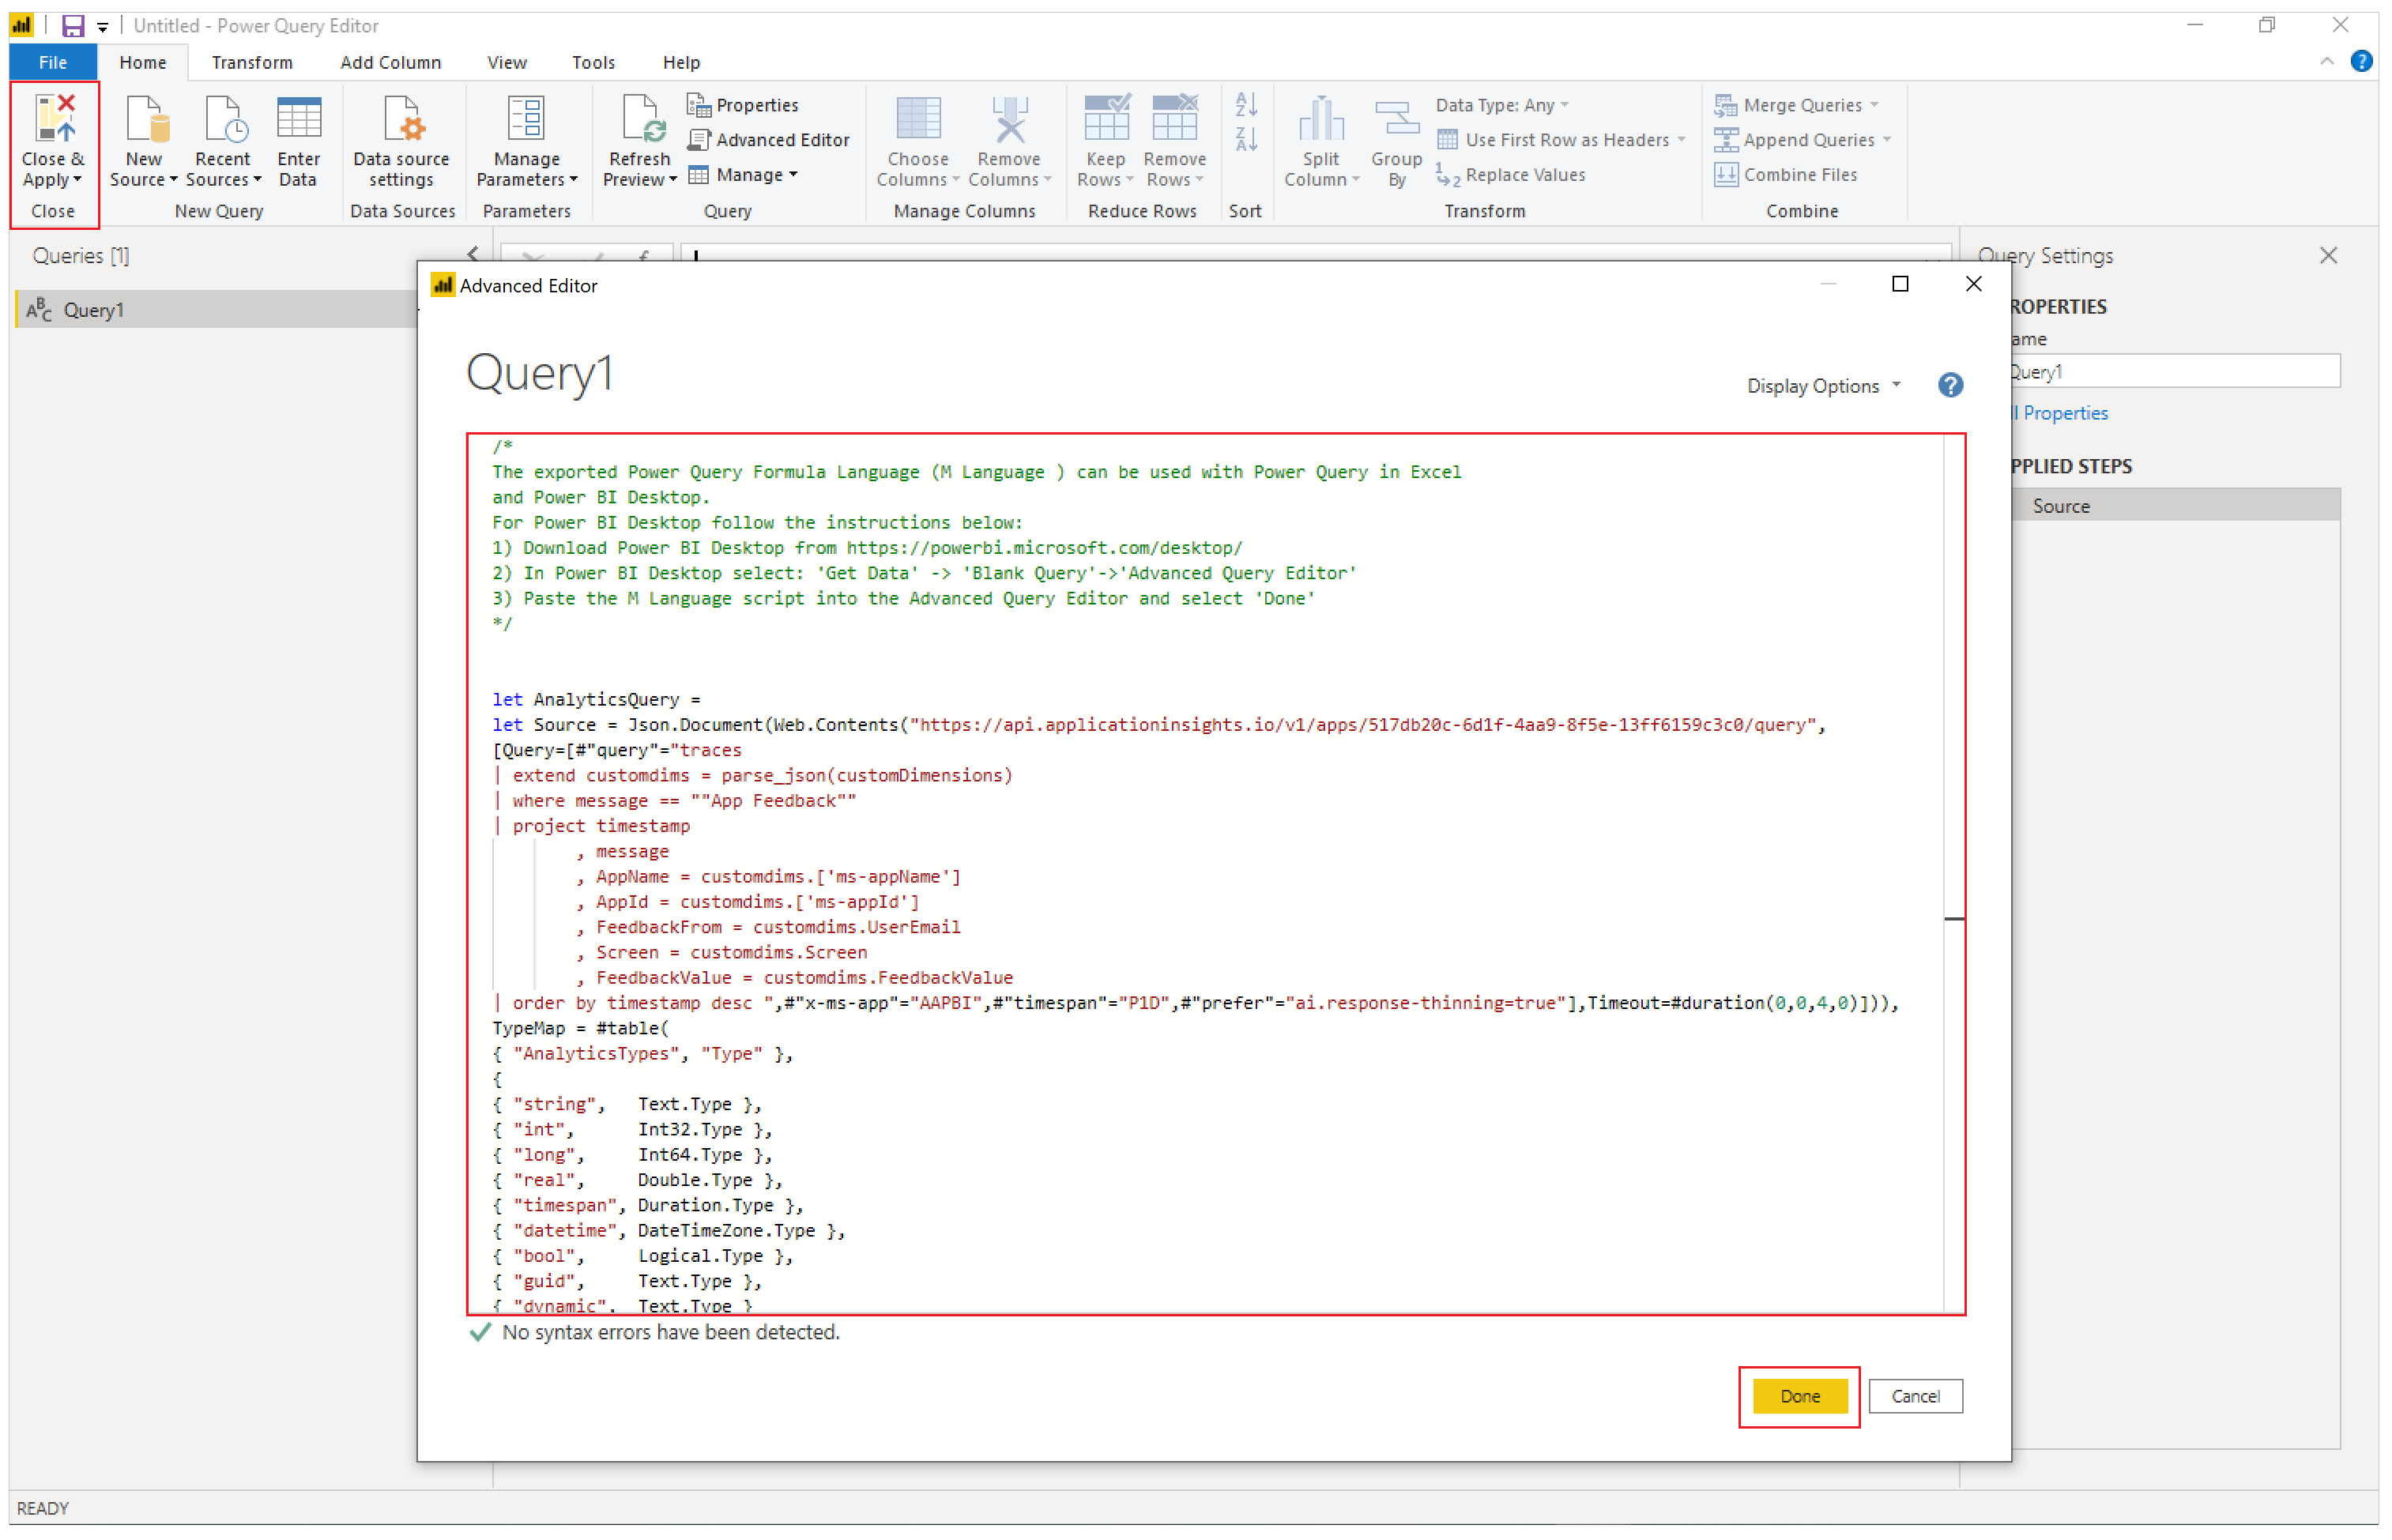 Untitled - Power Query Editor
File Home Transform Add Column View Tools Help
Close & Apply
Close
New Source
Recent Sources
Enter Data
New Query
Data source settings
Data Sources
Manage Parameters
Parameters
Refresh Preview
Properties
Advanced Editor
Manage
Query
Choose Columns
Remove Columns
Manage Columns
Keep Rows
Remove Rows
Reduce Rows
Sort
Split Column
Group By
Data Type: Any
Use First Row as Headers
Replace Values
Transform
Merge Queries
Append Queries
Combine Files
Combine
Queries [1]
Query1
Advanced Editor
Query1
Display Options
/*
The exported Power Query Formula Language (M Language ) can be used with Power Query in Excel
and Power BI Desktop.
For Power BI Desktop follow the instructions below:
1) Download Power BI Desktop from https://powerbi.microsoft.com/desktop/
2) In Power BI Desktop select: 'Get Data' -> 'Blank Query'->'Advanced Query Editor'
3) Paste the M Language script into the Advanced Query Editor and select 'Done'
*/
let AnalyticsQuery =
let Source = Json.Document(Web.Contents("https://api.applicationinsights.io/v1/apps/517db20c-6d1f-4aa9-8f5e-13ff6159c3c0/query",
[Query=[#"query"="traces
| extend customdims = parse_json(customDimensions)
| where message == ""App Feedback""
| project timestamp
, message
, AppName = customdims.['ms-appName']
, AppId = customdims.['ms-appId']
, FeedbackFrom = customdims.UserEmail
, Screen = customdims.Screen
, FeedbackValue = customdims.FeedbackValue
| order by timestamp desc ",#"x-ms-app"="AAPBI",#"timespan"="P1D",#"prefer"="ai.response-thinning=true"],Timeout=#duration(0,0,4,0)])),
TypeMap = #table(
{ "AnalyticsTypes", "Type" },
{
{ "string", Text.Type },
{ "int", Int32.Type },
{ "long", Int64.Type },
{ "real", Double.Type },
{ "timespan", Duration.Type },
{ "datetime", DateTimeZone.Type },
{ "bool", Logical.Type },
{ "guid", Text.Type },
{ "dynamic", Text.Type }
No syntax errors have been detected.
Done Cancel
Query Settings
ROPERTIES
ame
Query1
ll Properties
PPLIED STEPS
Source
READY